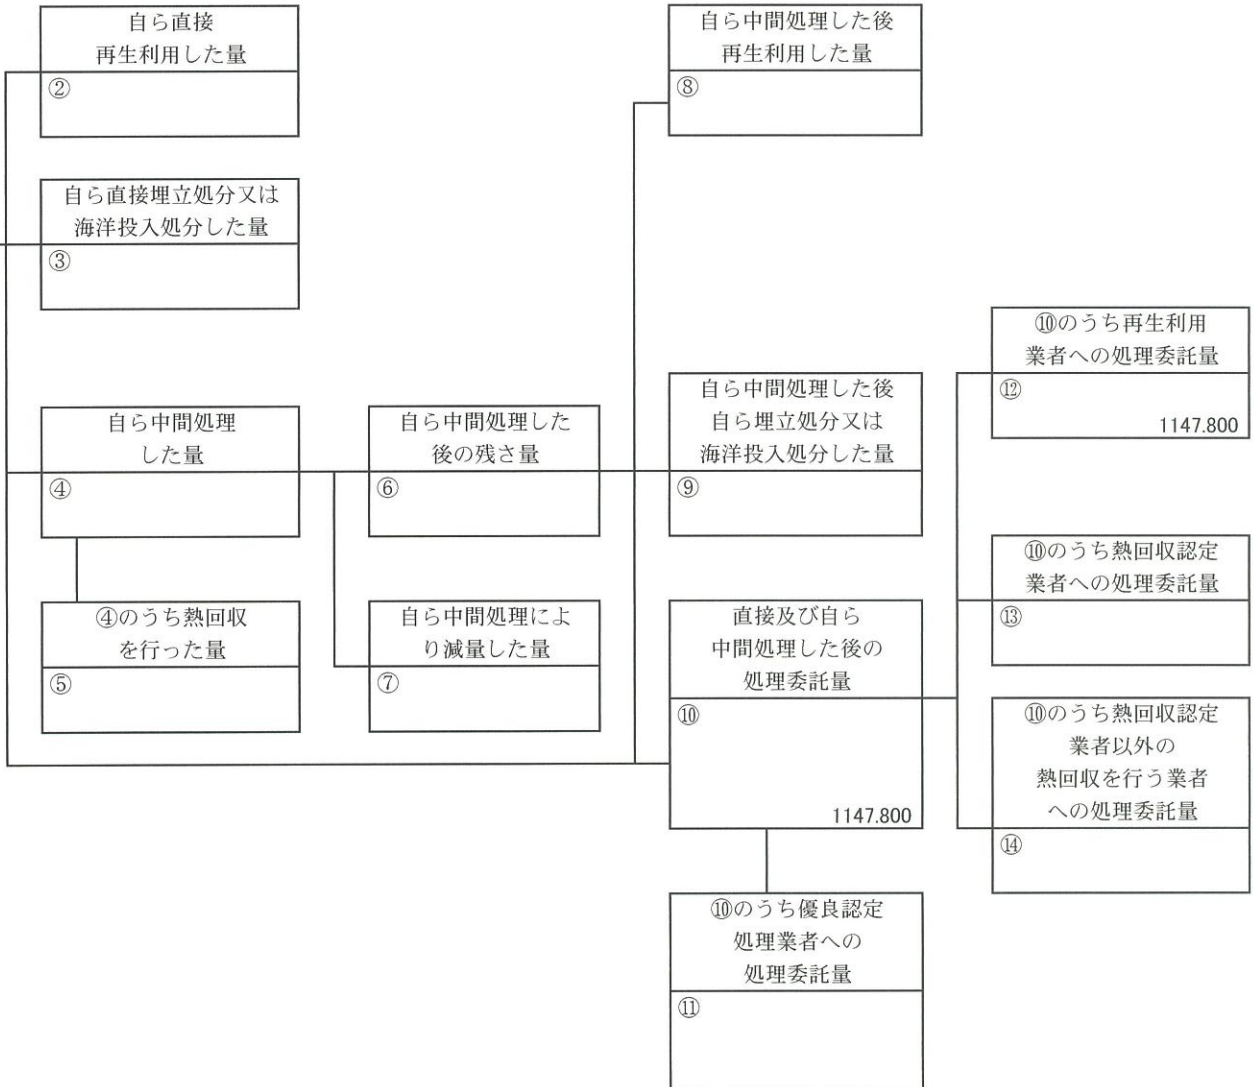 自ら直接
再生利用した量
②
自ら直接埋立処分又は
海洋投入処分した量
③
自ら中間処理
した量
④
④のうち熱回収
を行った量
⑤
自ら中間処理した
後の残さ量
⑥
自ら中間処理によ
り減量した量
⑦
自ら中間処理した後
再生利用した量
⑧
自ら中間処理した後
自ら埋立処分又は
海洋投入処分した量
⑨
直接及び自ら
中間処理した後の
処理委託量
⑩
1147.800
⑩のうち優良認定
処理業者への
処理委託量
⑪
⑩のうち再生利用
業者への処理委託量
⑫
1147.800
⑩のうち熱回収認定
業者への処理委託量
⑬
⑩のうち熱回収認定
業者以外の
熱回収を行う業者
への処理委託量
⑭